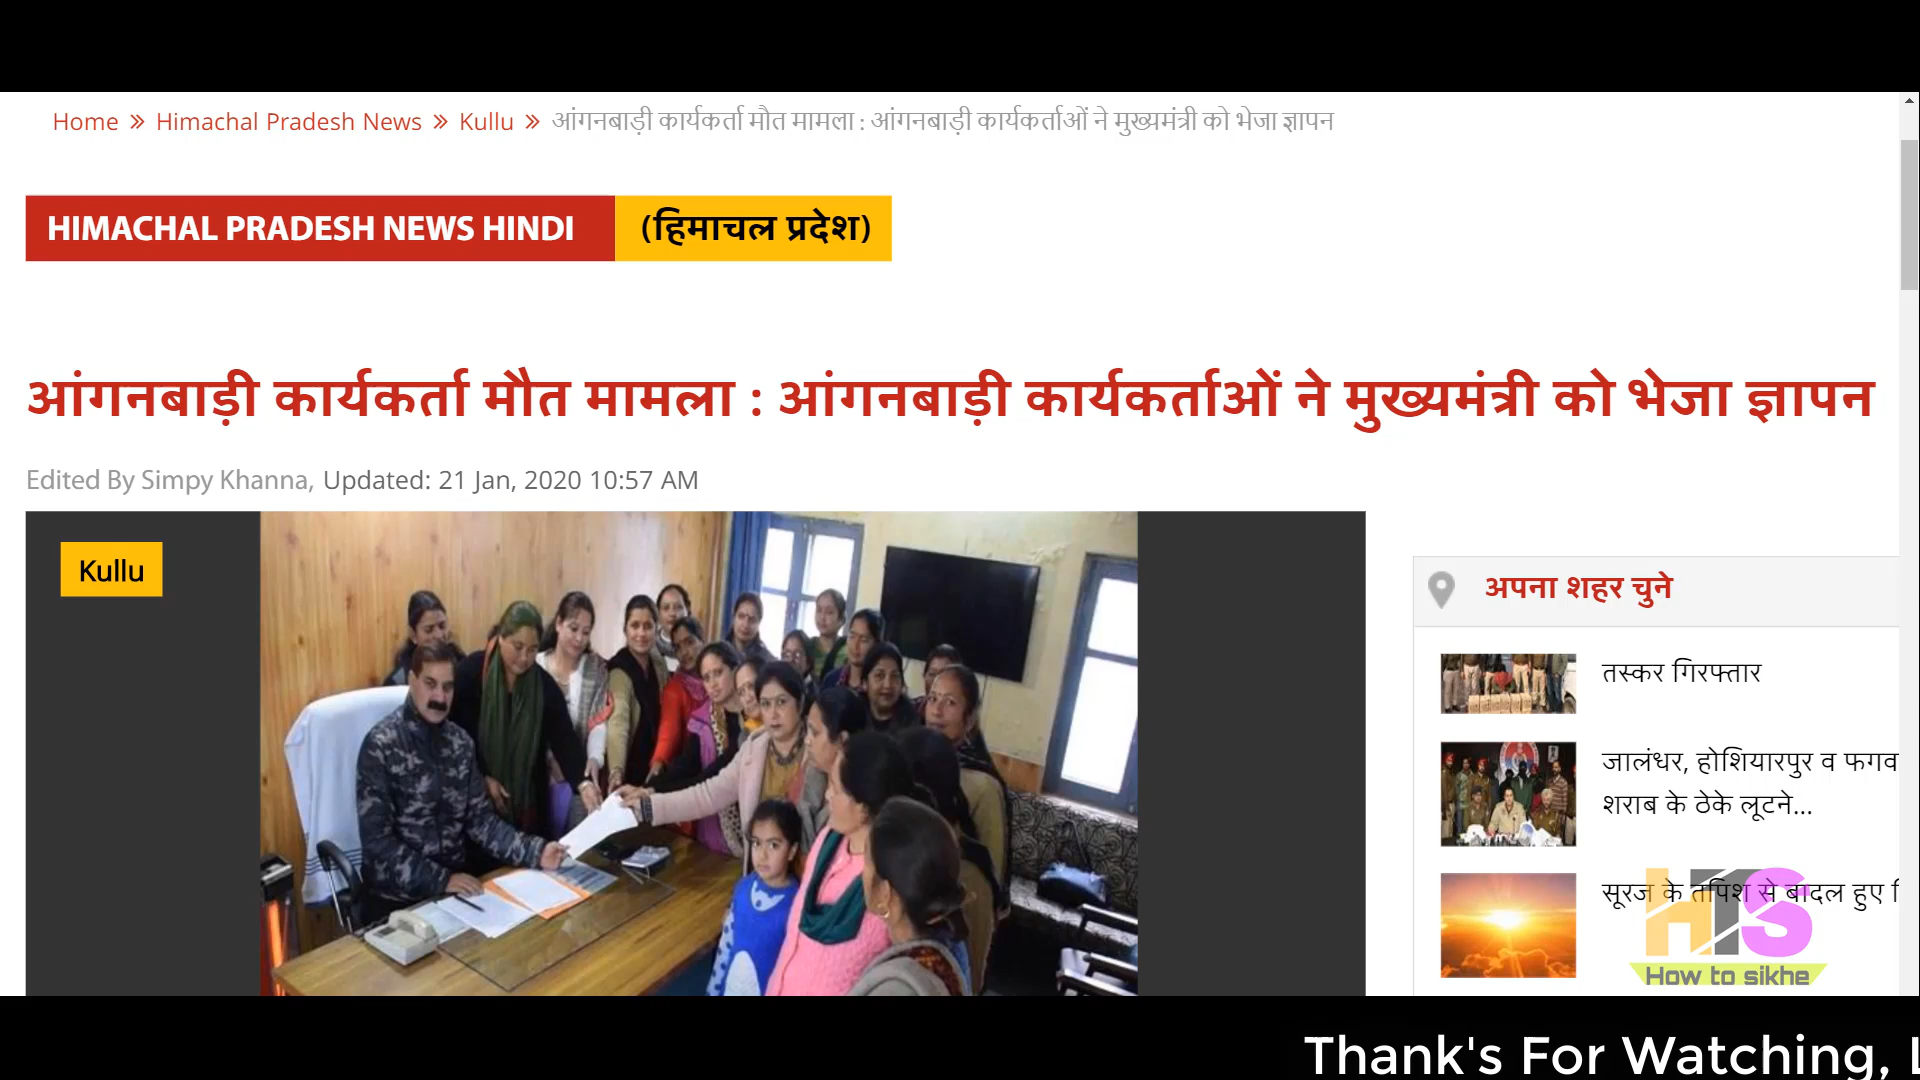 Home » Himachal Pradesh News » Kullu » आंगनबाड़ी कार्यकर्ता मौत मामला : आंगनबाड़ी कार्यकर्ताओं ने मुख्यमंत्री को भेजा ज्ञापन
HIMACHAL PRADESH NEWS HINDI (हिमाचल प्रदेश)
आंगनबाड़ी कार्यकर्ता मौत मामला : आंगनबाड़ी कार्यकर्ताओं ने मुख्यमंत्री को भेजा ज्ञापन
Edited By Simpy Khanna, Updated: 21 Jan, 2020 10:57 AM
Kullu
अपना शहर चुने
तस्कर गिरफ्तार
जालंधर, होशियारपुर व फगव
शराब के ठेके लूटने...
सूरज के तपिश से बादल हुए
HTS
How to sikhe
Thank's For Watching,